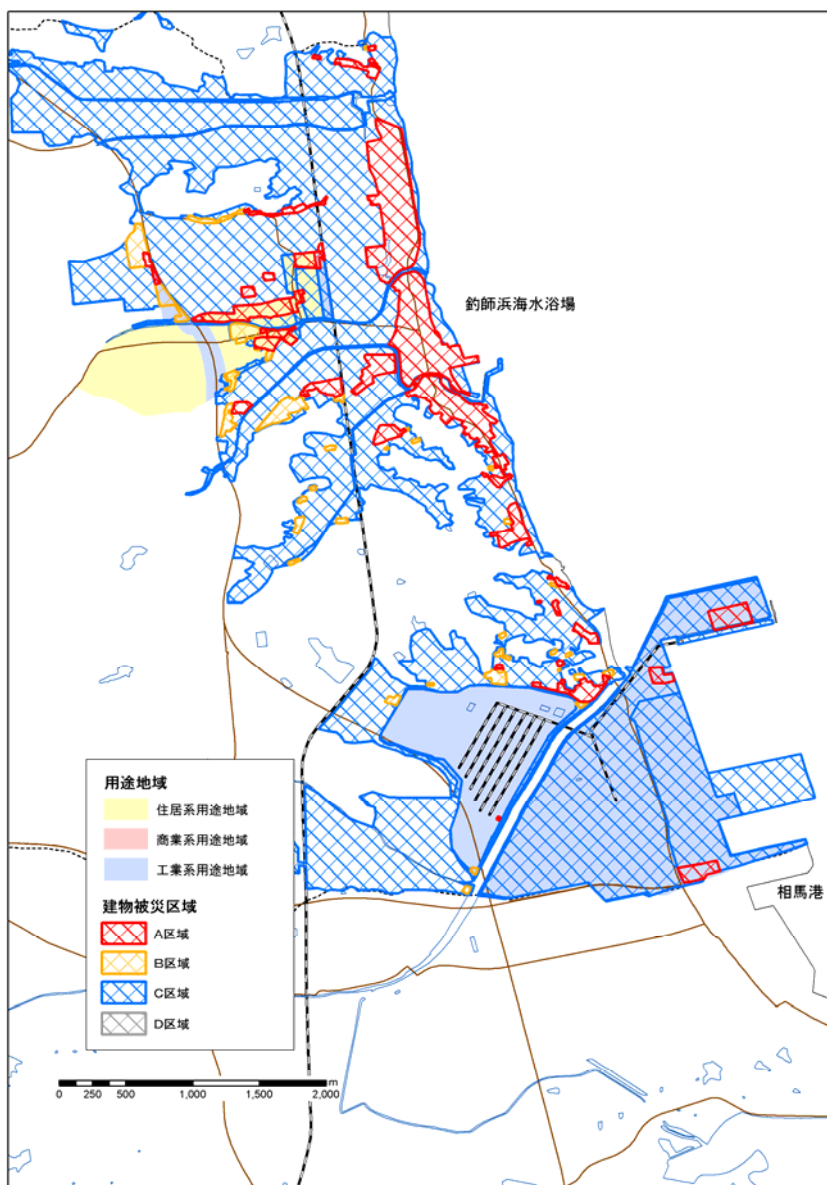 釣師浜海水浴場
用途地域
住居系用途地域
商業系用途地域
工業系用途地域
建物被災区域
A区域
B区域
C区域
D区域
相馬港
m
0 250 500 1,000 1,500 2,000